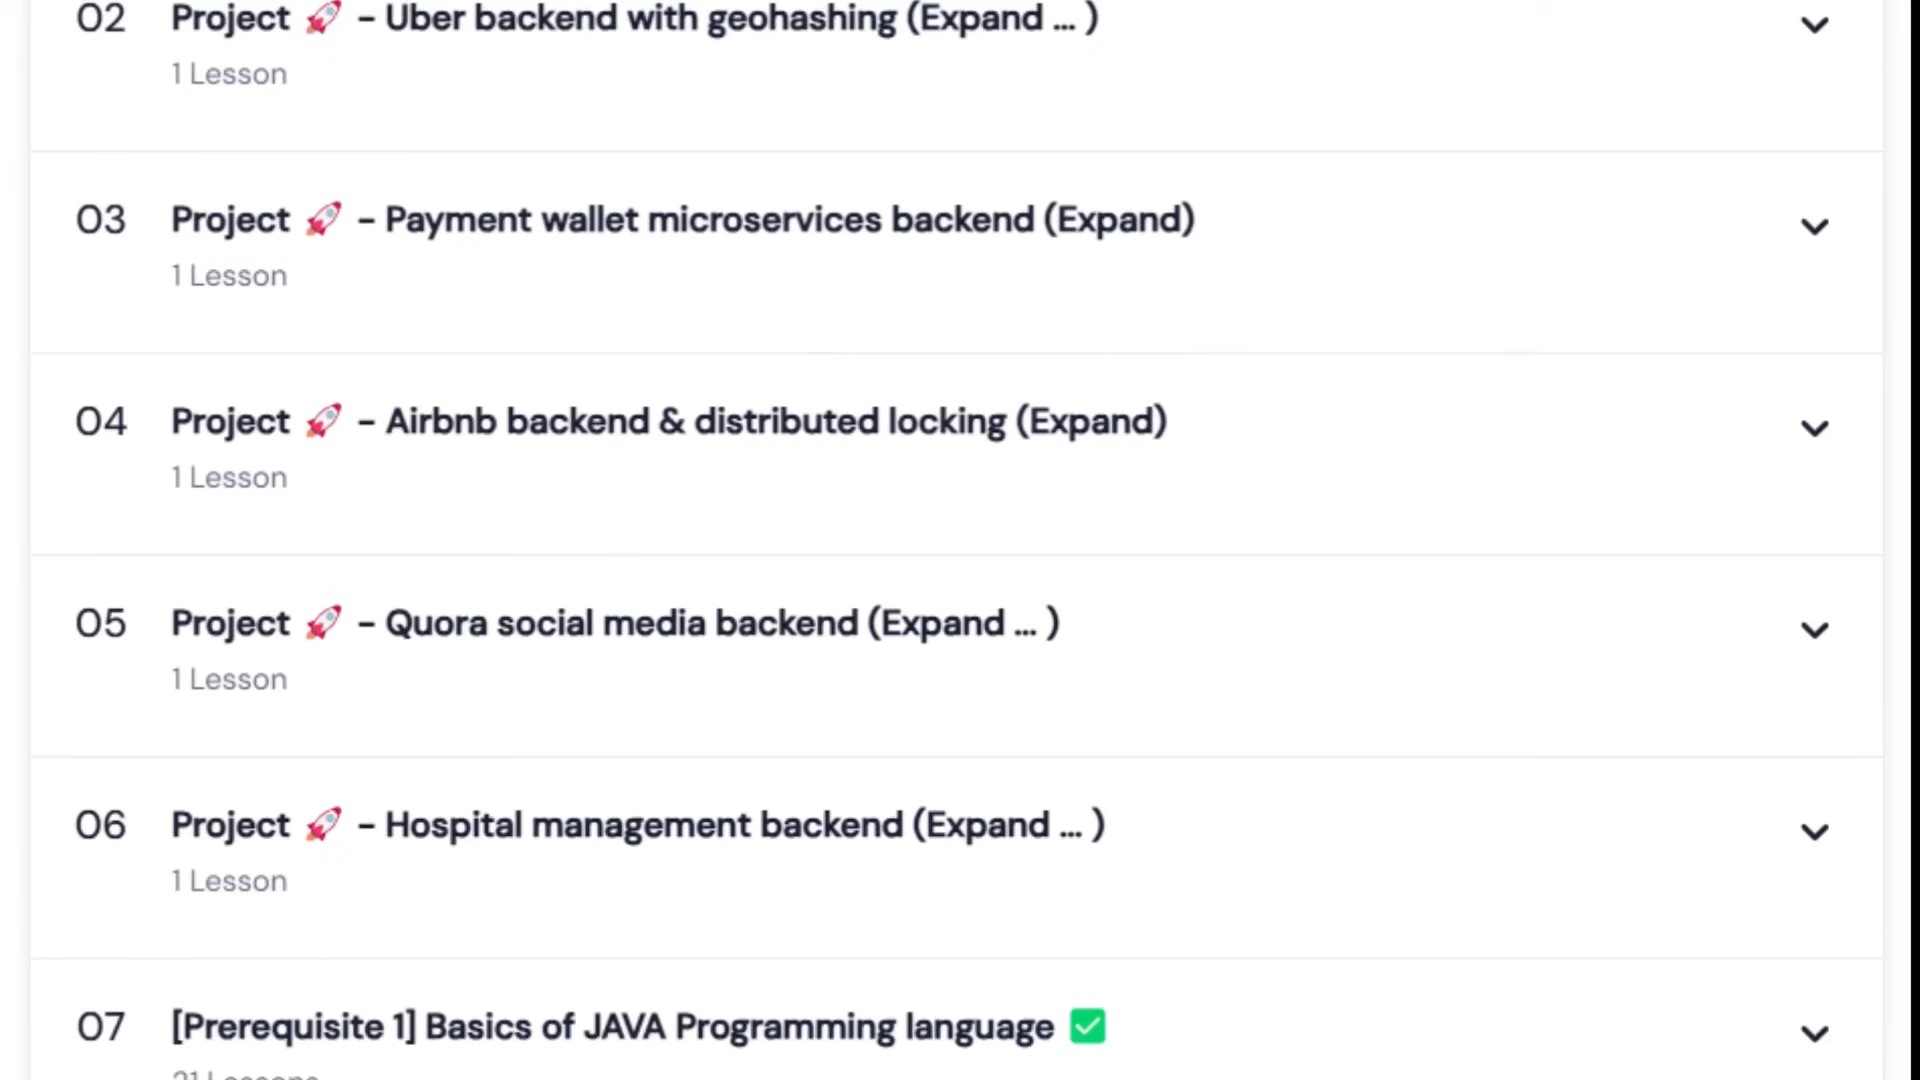 02 Project 🚀 - Uber backend with geohashing (Expand ... )
1 Lesson
03 Project 🚀 - Payment wallet microservices backend (Expand)
1 Lesson
04 Project 🚀 - Airbnb backend & distributed locking (Expand)
1 Lesson
05 Project 🚀 - Quora social media backend (Expand ... )
1 Lesson
06 Project 🚀 - Hospital management backend (Expand ... )
1 Lesson
07 [Prerequisite 1] Basics of JAVA Programming language ✅
21 Lessons